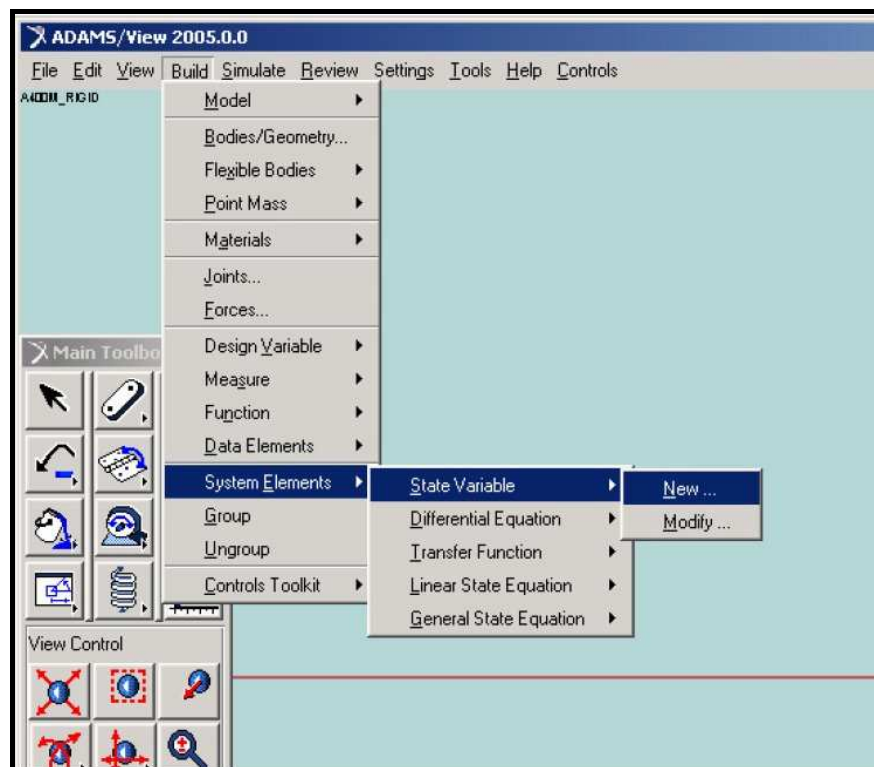 ADAMS/View 2005.0.0
File Edit View Build Simulate Review Settings Tools Help Controls
A400M_RIGID
Model
Bodies/Geometry...
Flexible Bodies
Point Mass
Materials
Joints...
Forces...
Design Variable
Main Toolbo
Measure
Function
Data Elements
System Elements
State Variable
New ...
Group
Differential Equation
Modify ...
Ungroup
Transfer Function
Controls Toolkit
Linear State Equation
General State Equation
View Control